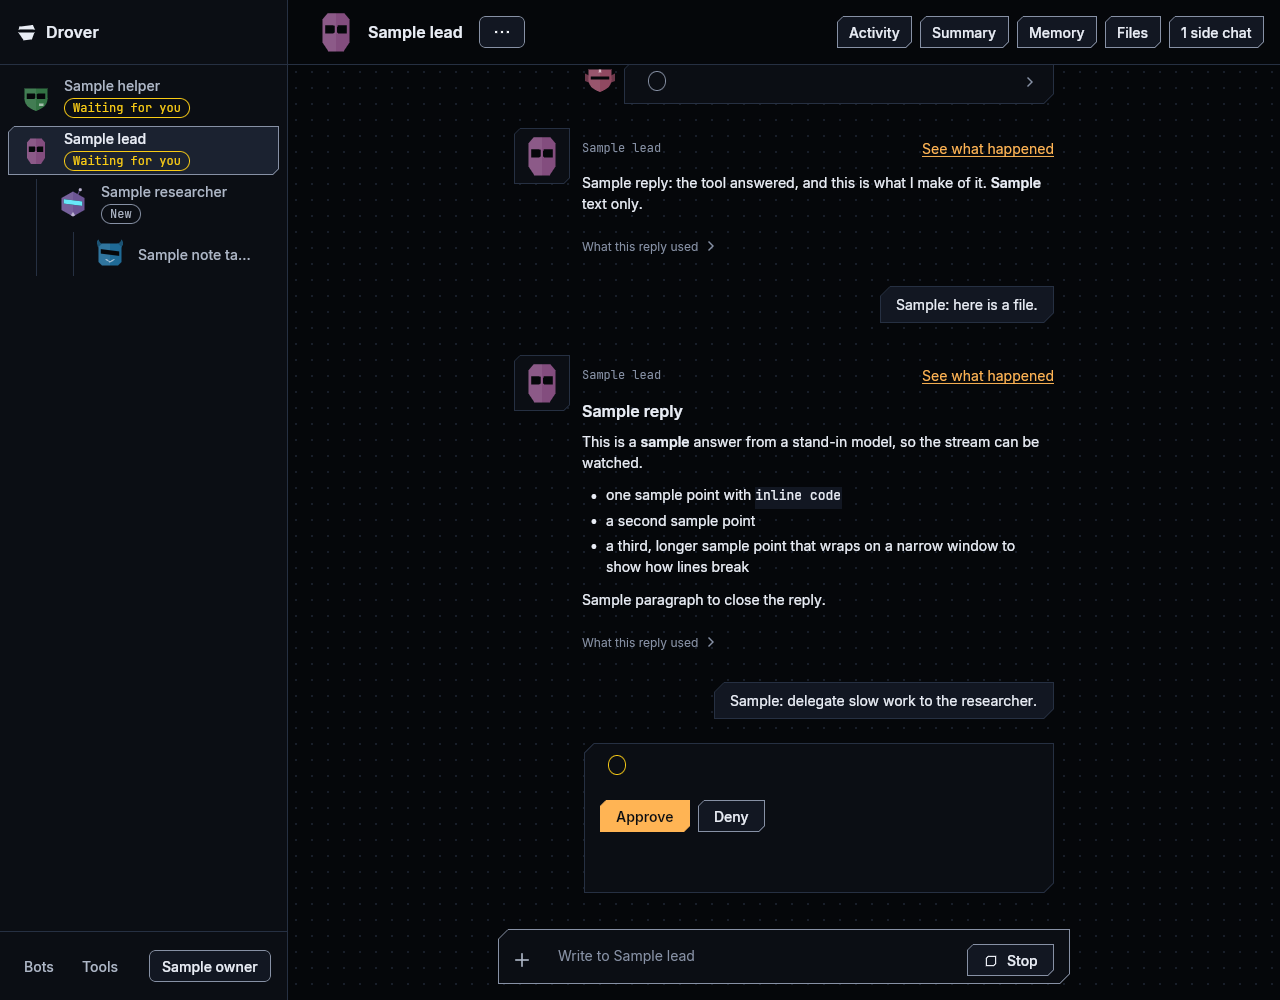 Drover
Sample lead
Activity
Summary
Memory
Files
1 side chat
Sample helper
Waiting for you
Sample lead
Waiting for you
Sample researcher
New
Sample note ta...
Sample lead
See what happened
Sample reply: the tool answered, and this is what I make of it. Sample
text only.
What this reply used
Sample: here is a file.
Sample lead
See what happened
Sample reply
This is a sample answer from a stand-in model, so the stream can be
watched.
one sample point with inline code
a second sample point
a third, longer sample point that wraps on a narrow window to
show how lines break
Sample paragraph to close the reply.
What this reply used
Sample: delegate slow work to the researcher.
Approve
Deny
Write to Sample lead
Stop
Bots
Tools
Sample owner